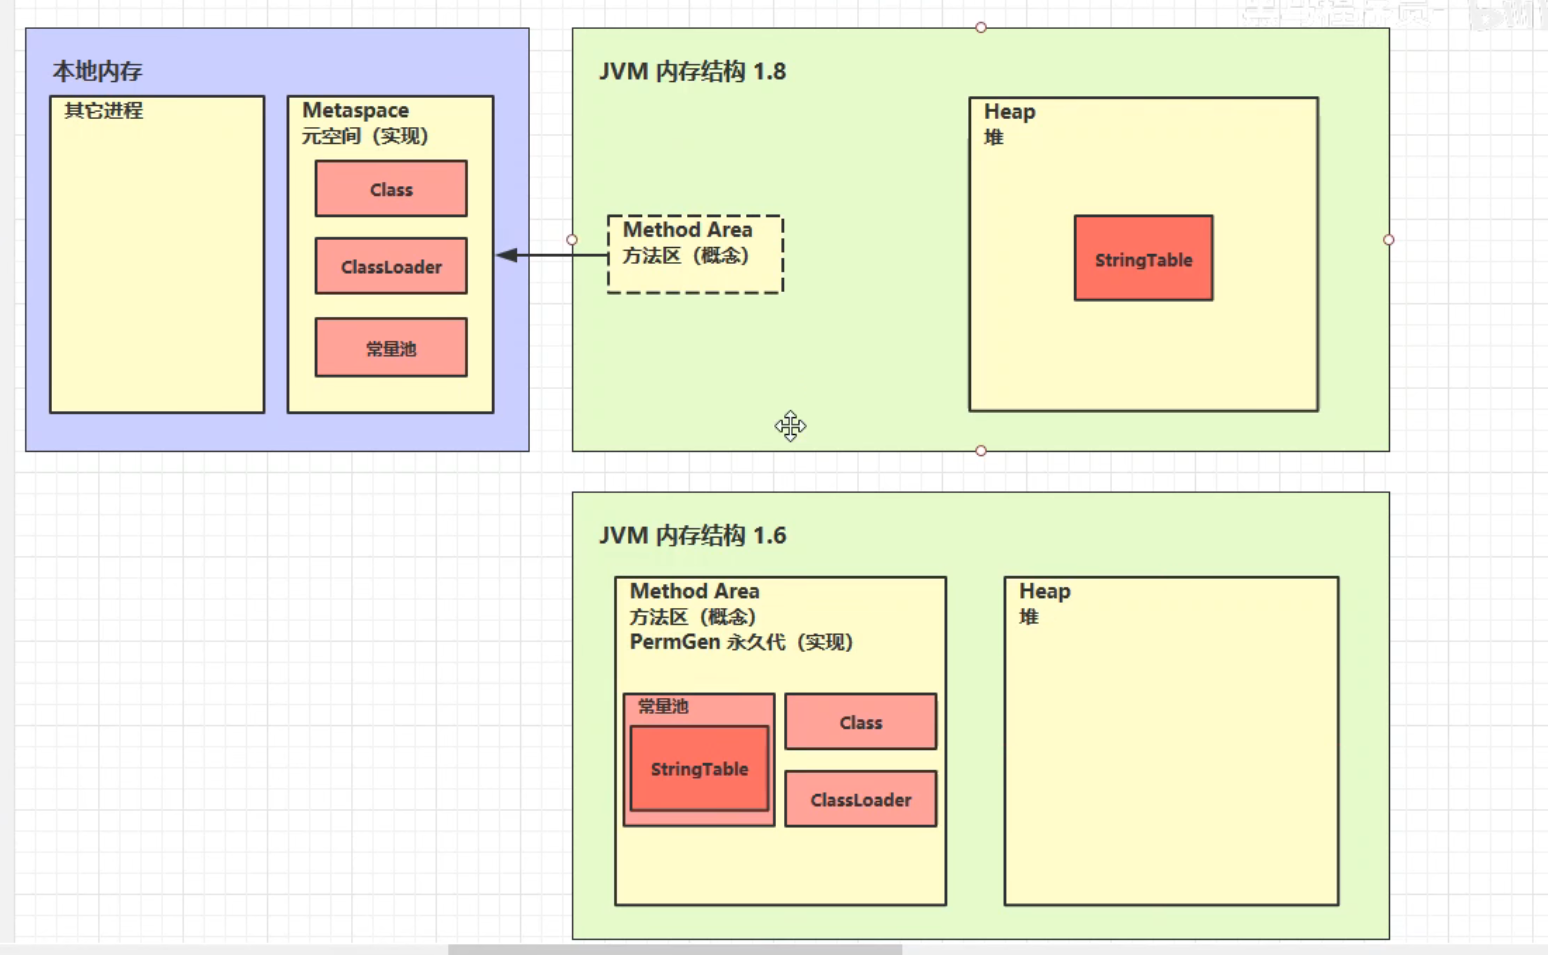 本地内存
其它进程
Metaspace
元空间（实现）
Class
ClassLoader
常量池
JVM 内存结构 1.8
Method Area
方法区（概念）
Heap
堆
StringTable
JVM 内存结构 1.6
Method Area
方法区（概念）
PermGen 永久代（实现）
常量池
StringTable
Class
ClassLoader
Heap
堆